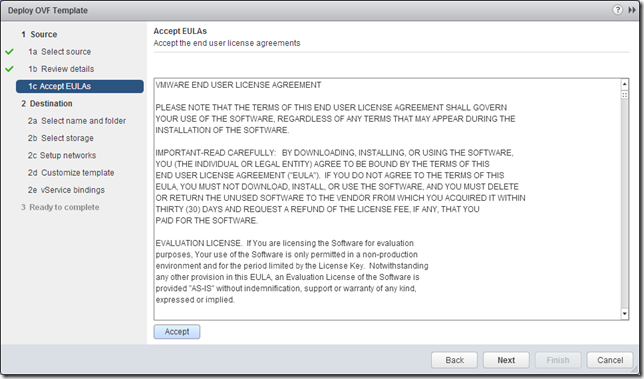 Deploy OVF Template
?
1 Source
1a Select source
1b Review details
1c Accept EULAs
2 Destination
2a Select name and folder
2b Select storage
2c Setup networks
2d Customize template
2e vService bindings
3 Ready to complete
Accept EULAs
Accept the end user license agreements
VMWARE END USER LICENSE AGREEMENT
PLEASE NOTE THAT THE TERMS OF THIS END USER LICENSE AGREEMENT SHALL GOVERN
YOUR USE OF THE SOFTWARE, REGARDLESS OF ANY TERMS THAT MAY APPEAR DURING THE
INSTALLATION OF THE SOFTWARE.
IMPORTANT-READ CAREFULLY: BY DOWNLOADING, INSTALLING, OR USING THE SOFTWARE,
YOU (THE INDIVIDUAL OR LEGAL ENTITY) AGREE TO BE BOUND BY THE TERMS OF THIS
END USER LICENSE AGREEMENT ("EULA"). IF YOU DO NOT AGREE TO THE TERMS OF THIS
EULA, YOU MUST NOT DOWNLOAD, INSTALL, OR USE THE SOFTWARE, AND YOU MUST DELETE
OR RETURN THE UNUSED SOFTWARE TO THE VENDOR FROM WHICH YOU ACQUIRED IT WITHIN
THIRTY (30) DAYS AND REQUEST A REFUND OF THE LICENSE FEE, IF ANY, THAT YOU
PAID FOR THE SOFTWARE.
EVALUATION LICENSE. If You are licensing the Software for evaluation
purposes, Your use of the Software is only permitted in a non-production
environment and for the period limited by the License Key. Notwithstanding
any other provision in this EULA, an Evaluation License of the Software is
provided "AS-IS" without indemnification, support or warranty of any kind,
expressed or implied.
Accept
Back
Next
Finish
Cancel